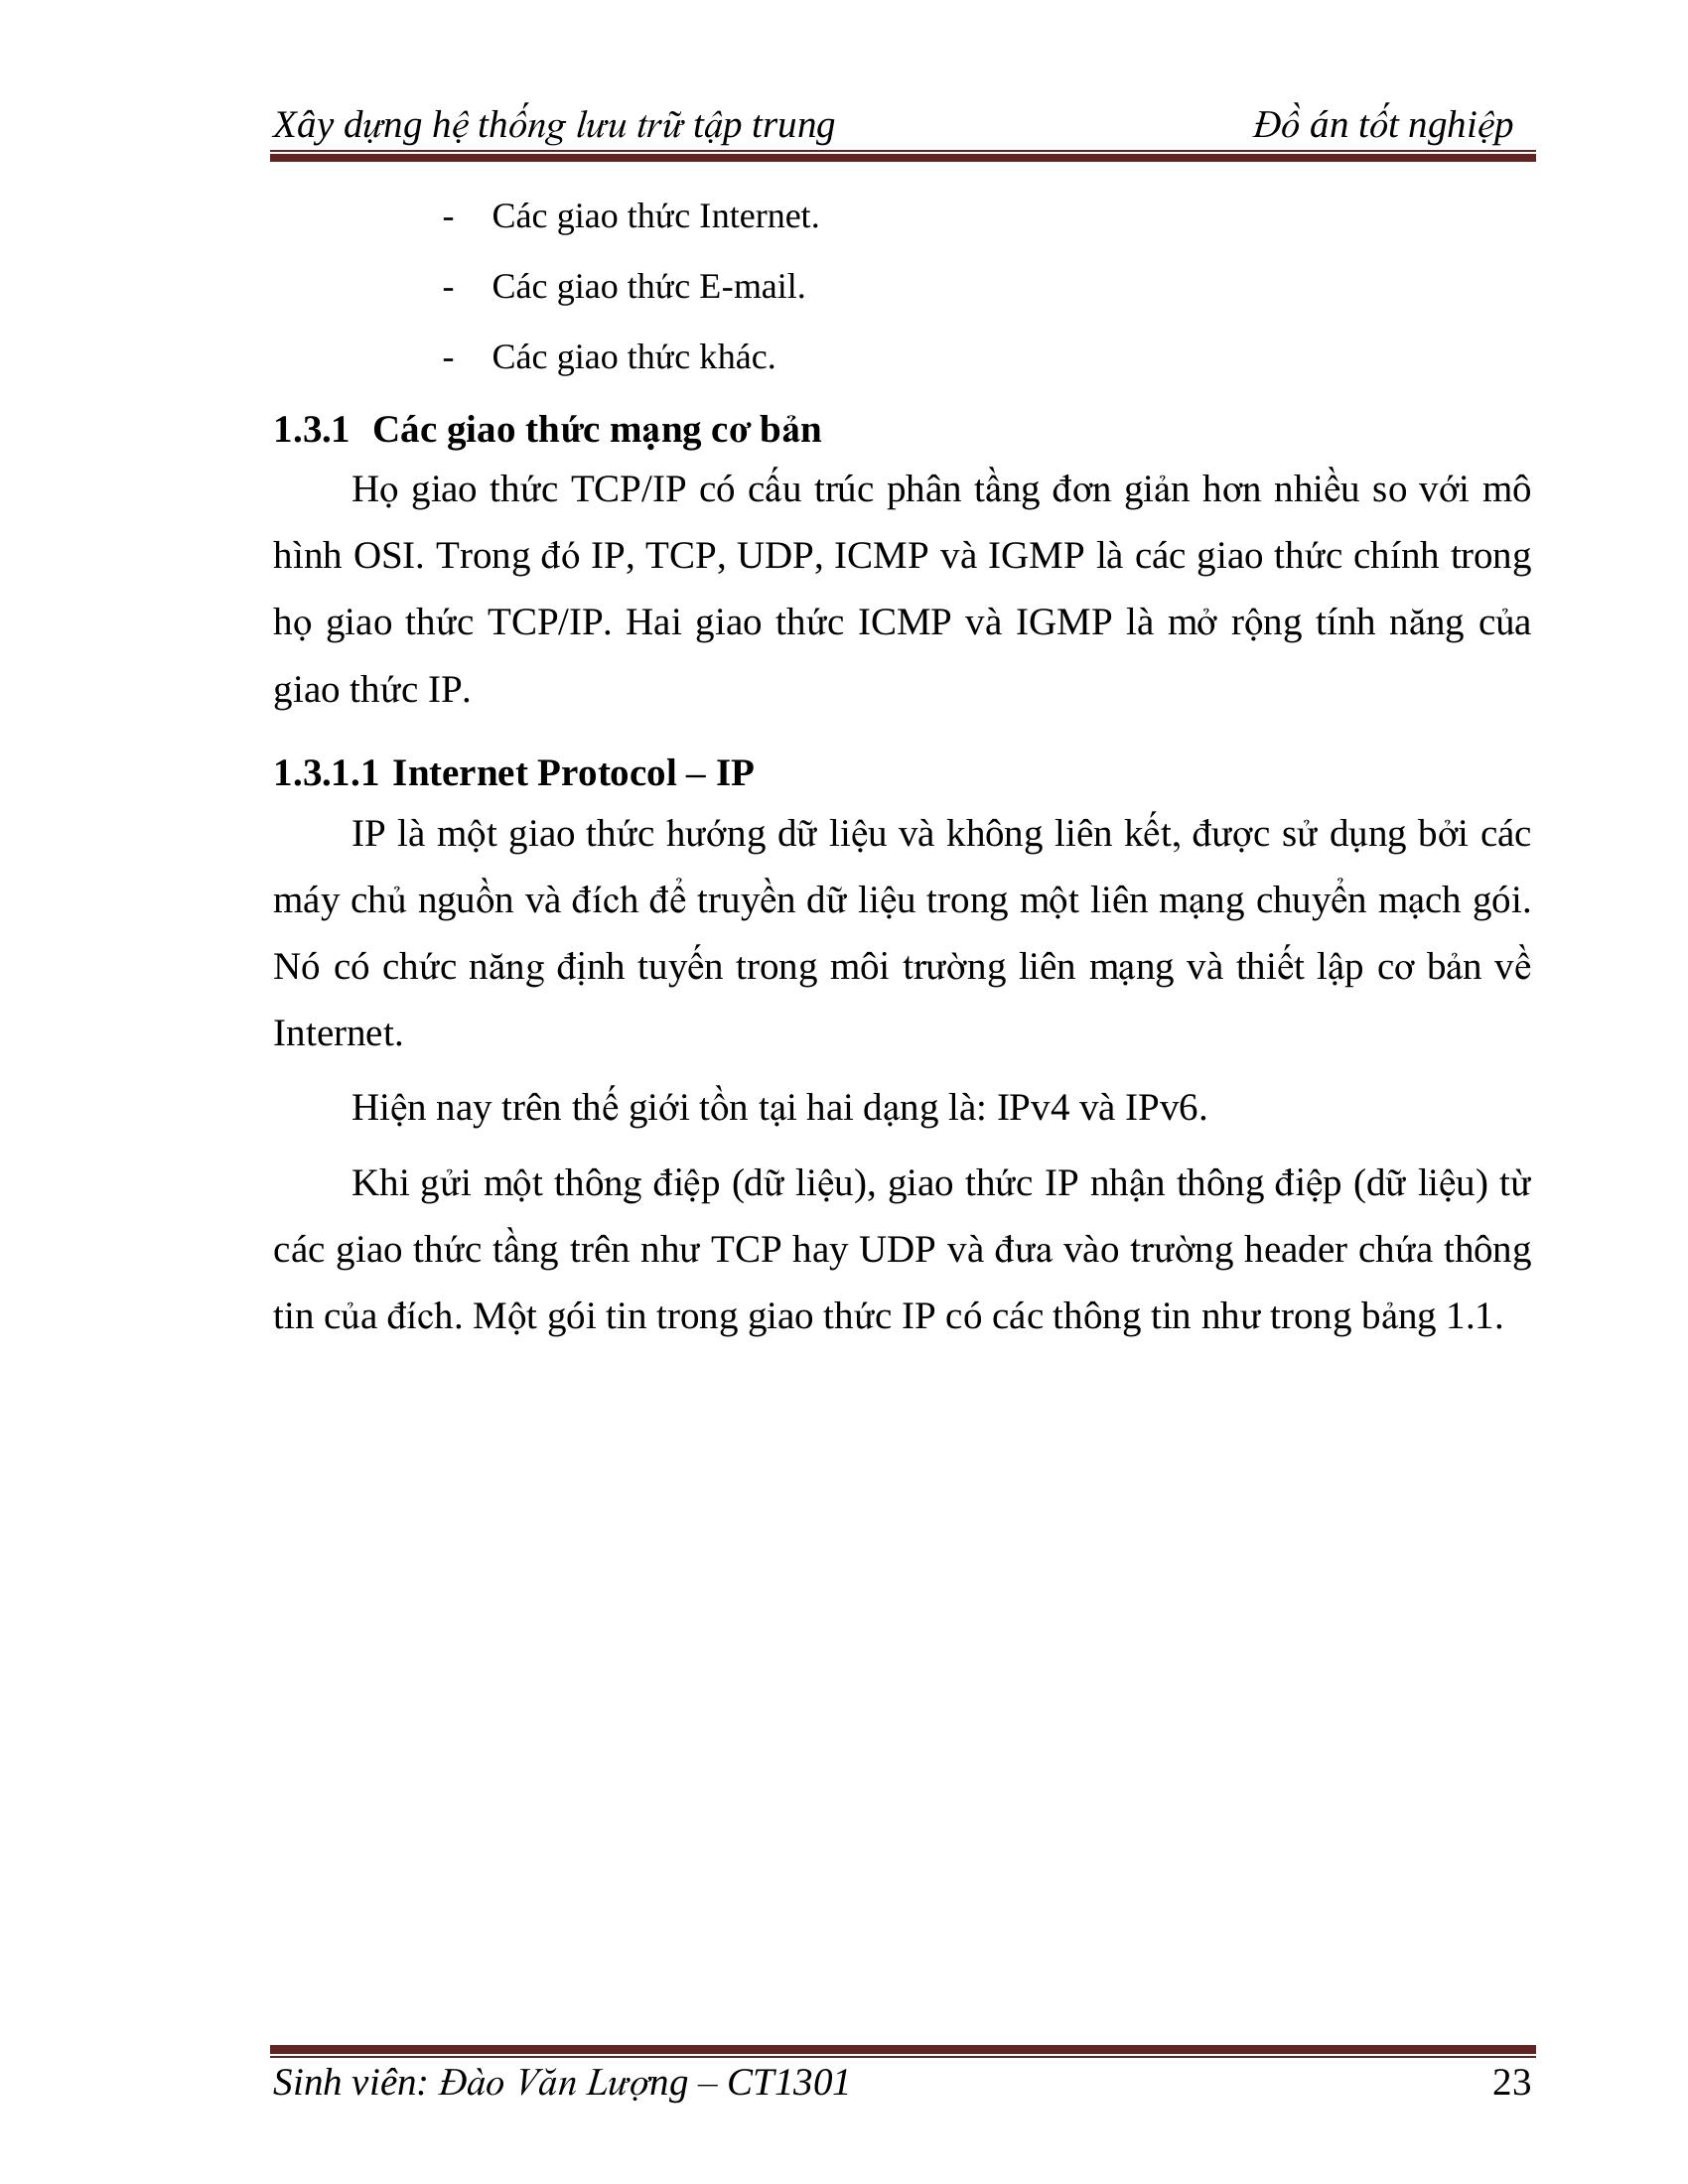 Xây dựng hệ thống lưu trữ tập trung Đồ án tốt nghiệp
- Các giao thức Internet.
- Các giao thức E-mail.
- Các giao thức khác.
1.3.1 Các giao thức mạng cơ bản
Họ giao thức TCP/IP có cấu trúc phân tầng đơn giản hơn nhiều so với mô
hình OSI. Trong đó IP, TCP, UDP, ICMP và IGMP là các giao thức chính trong
họ giao thức TCP/IP. Hai giao thức ICMP và IGMP là mở rộng tính năng của
giao thức IP.
1.3.1.1 Internet Protocol – IP
IP là một giao thức hướng dữ liệu và không liên kết, được sử dụng bởi các
máy chủ nguồn và đích để truyền dữ liệu trong một liên mạng chuyển mạch gói.
Nó có chức năng định tuyến trong môi trường liên mạng và thiết lập cơ bản về
Internet.
Hiện nay trên thế giới tồn tại hai dạng là: IPv4 và IPv6.
Khi gửi một thông điệp (dữ liệu), giao thức IP nhận thông điệp (dữ liệu) từ
các giao thức tầng trên như TCP hay UDP và đưa vào trường header chứa thông
tin của đích. Một gói tin trong giao thức IP có các thông tin như trong bảng 1.1.
Sinh viên: Đào Văn Lượng – CT1301 23